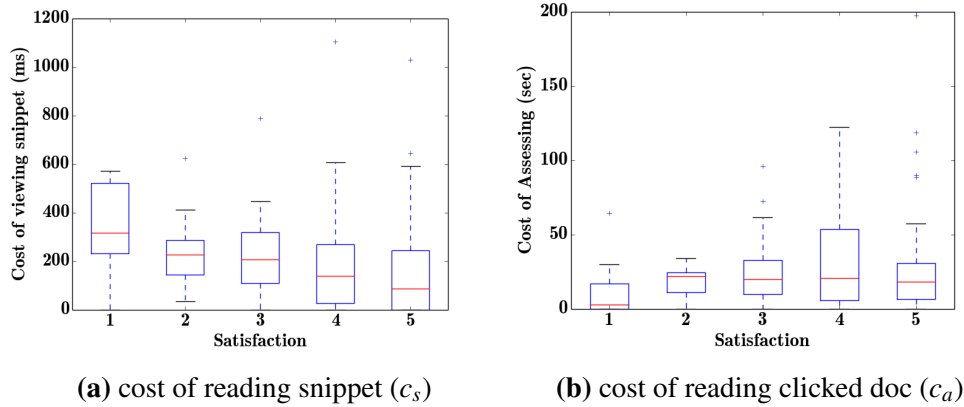 1200
1000
800
600
400
200
0
Cost of viewing snippet (ms)
1 2 3 4 5
Satisfaction
(a) cost of reading snippet (cs)
200
150
100
50
0
Cost of Assessing (sec)
1 2 3 4 5
Satisfaction
(b) cost of reading clicked doc (ca)